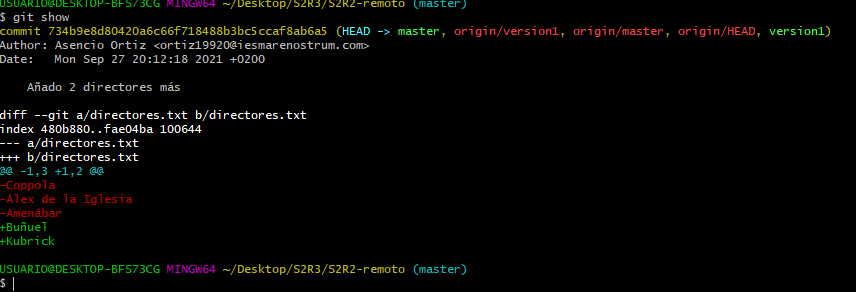 USUARIO@DESKTOP-BFS73CG MINGW64 ~/Desktop/S2R3/S2R2-remoto (master)
$ git show
commit 734b9e8d80420a6c66f718488b3bc5ccaf8ab6a5 (HEAD -> master, origin/version1, origin/master, origin/HEAD, version1)
Author: Asencio Ortiz <ortiz19920@iesmarenostrum.com>
Date:   Mon Sep 27 20:12:18 2021 +0200

    Añado 2 directores más

diff --git a/directores.txt b/directores.txt
index 480b880..fae04ba 100644
--- a/directores.txt
+++ b/directores.txt
@@ -1,3 +1,2 @@
-Coppola
-Alex de la Iglesia
-Amenábar
+Buñuel
+Kubrick

USUARIO@DESKTOP-BFS73CG MINGW64 ~/Desktop/S2R3/S2R2-remoto (master)
$